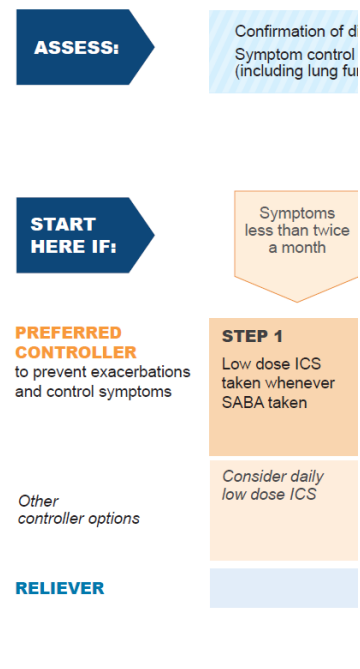 ASSESS:
Confirmation of
Symptom control
(including lung
START
HERE IF:
Symptoms
less than twice
a month
PREFERRED
CONTROLLER
to prevent exacerbations
and control symptoms
STEP 1
Low dose ICS
taken whenever
SABA taken
Other
controller options
Consider daily
low dose ICS
RELIEVER